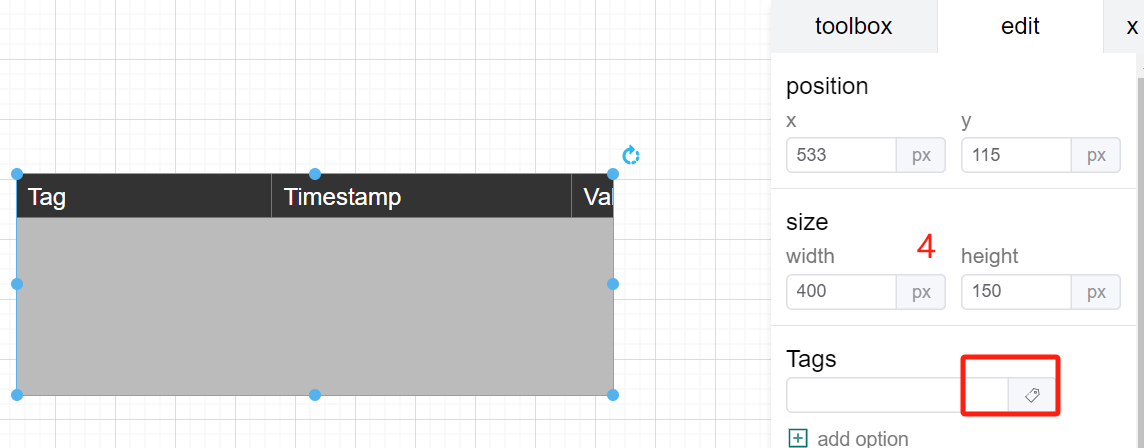 toolbox
edit
x
position
x
y
533 px
115 px
Tag
Timestamp
Val
size
4
width
height
400 px
150 px
Tags
add option